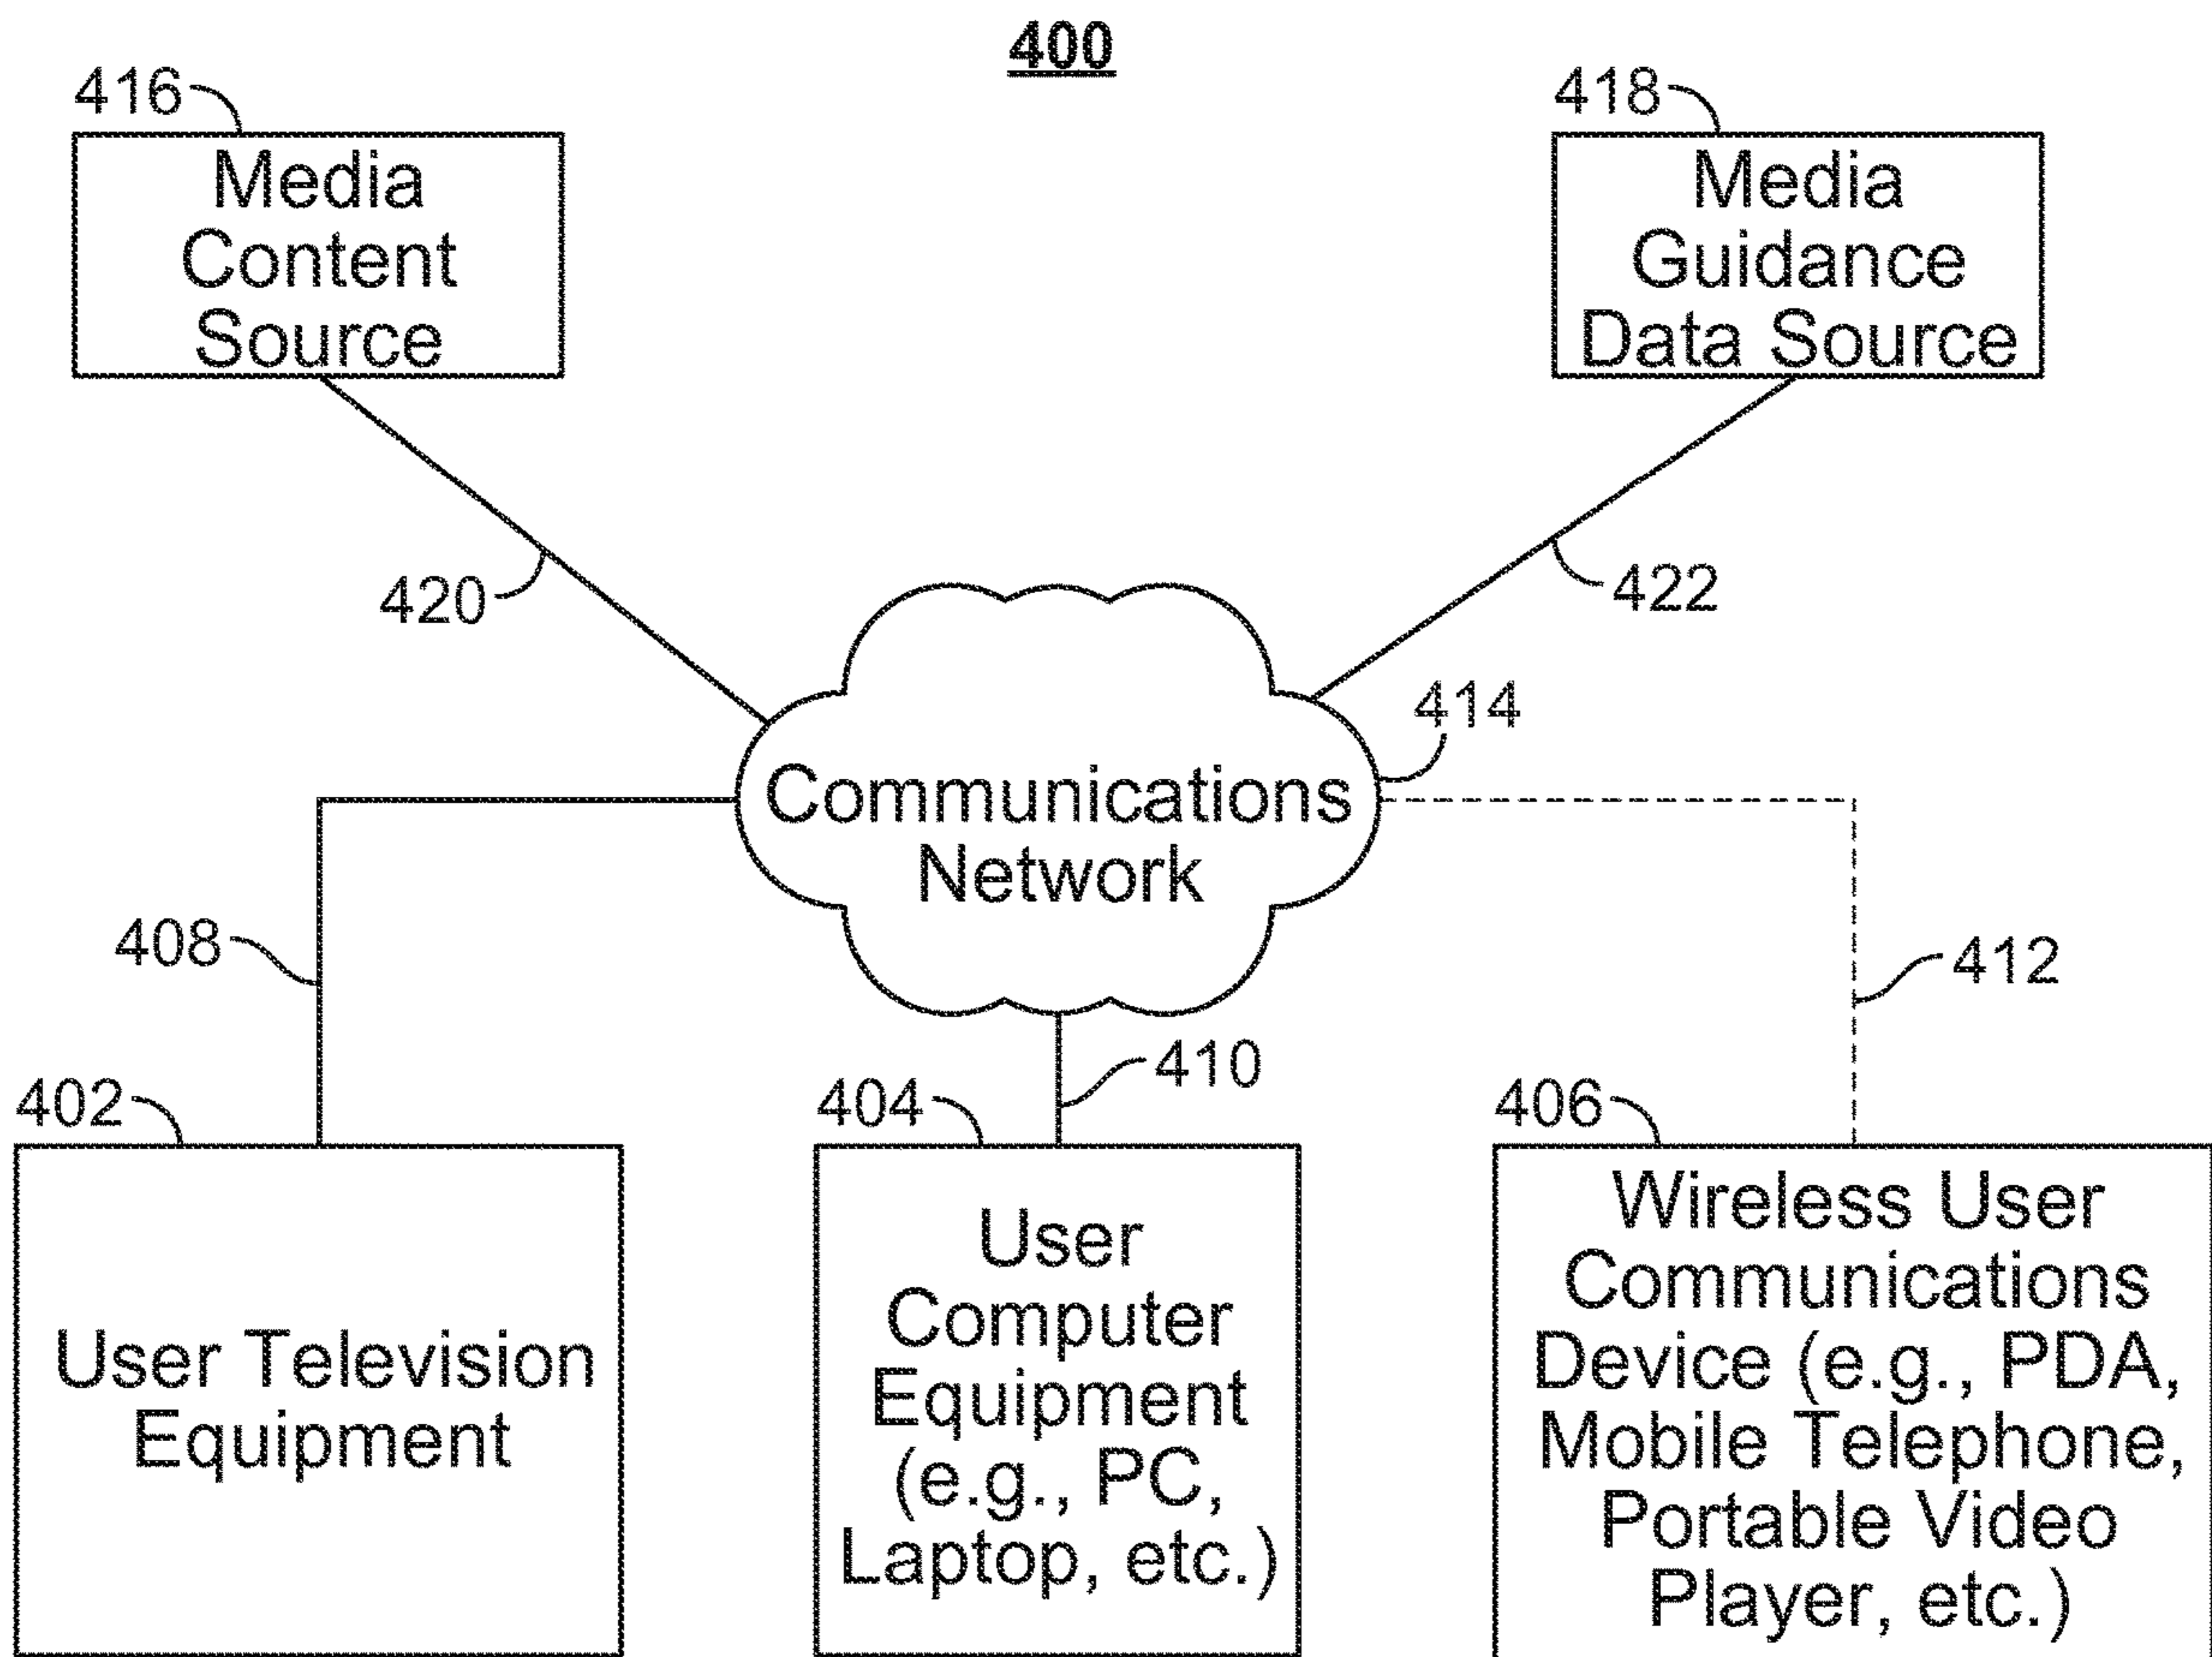 400
416
Media
Content
Source
418
Media
Guidance
Data Source
420
422
414
Communications
Network
408
412
410
402
User Television
Equipment
404
User
Computer
Equipment
(e.g., PC,
Laptop, etc.)
406
Wireless User
Communications
Device (e.g., PDA,
Mobile Telephone,
Portable Video
Player, etc.)